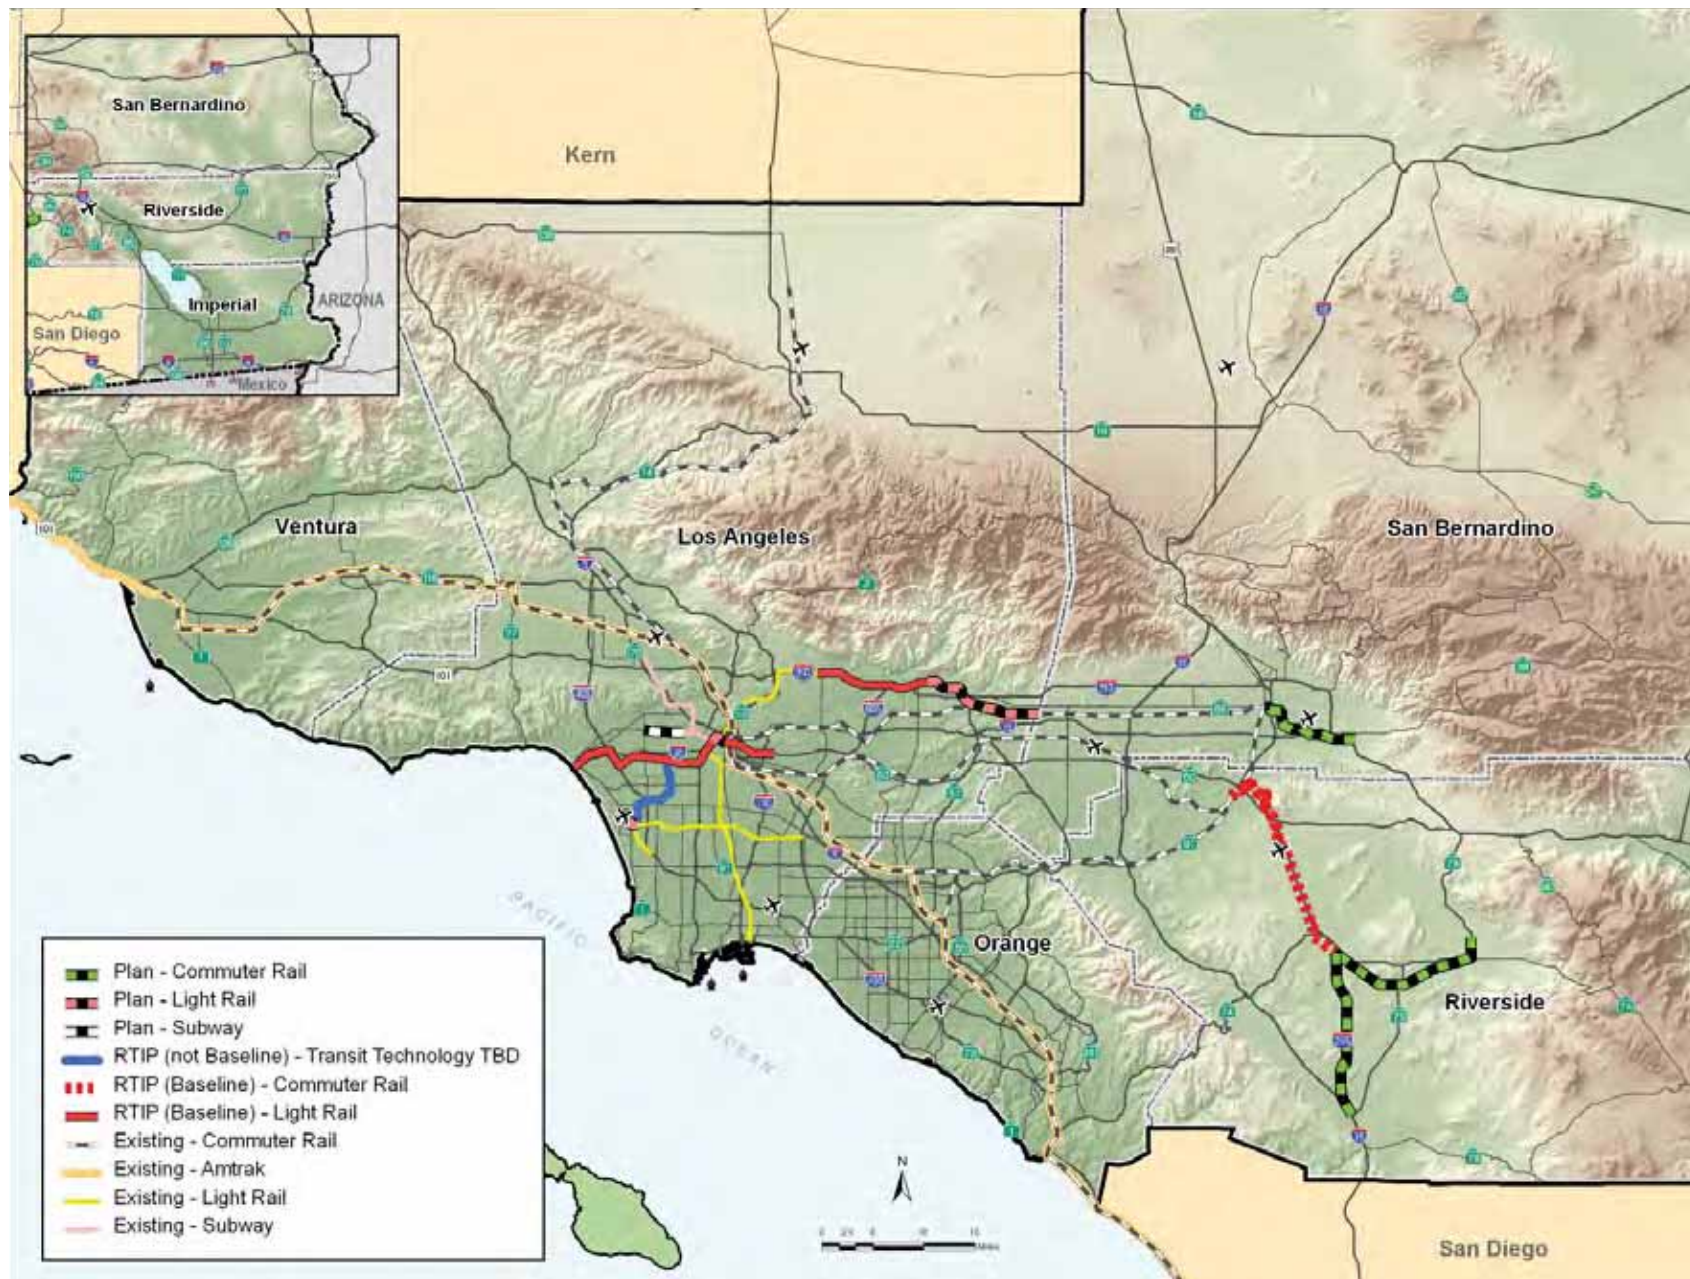 San Bernardino
Riverside
Imperial
ARIZONA
San Diego
Mexico
Kern
Ventura
Los Angeles
San Bernardino
101
101
Orange
Riverside
San Diego
PACIFIC
OCEAN
N
Plan - Commuter Rail
Plan - Light Rail
Plan - Subway
RTIP (not Baseline) - Transit Technology TBD
RTIP (Baseline) - Commuter Rail
RTIP (Baseline) - Light Rail
Existing - Commuter Rail
Existing - Amtrak
Existing - Light Rail
Existing - Subway